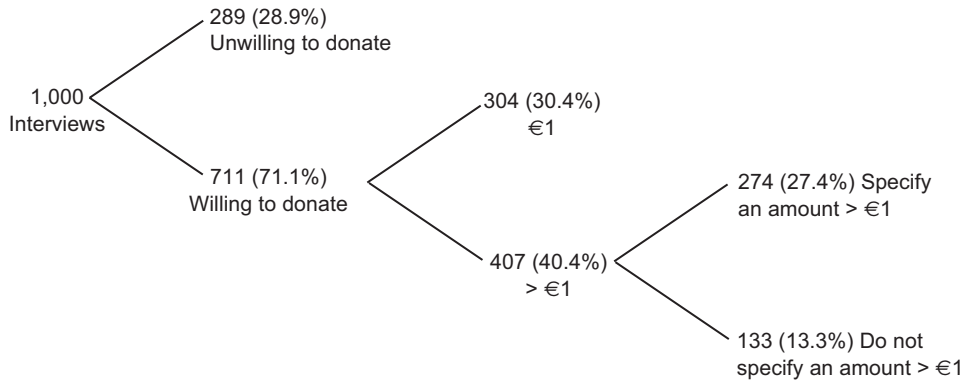 289 (28.9%)
Unwilling to donate
1,000
Interviews
304 (30.4%)
€1
711 (71.1%)
Willing to donate
274 (27.4%) Specify
an amount > €1
407 (40.4%)
> €1
133 (13.3%) Do not
specify an amount > €1